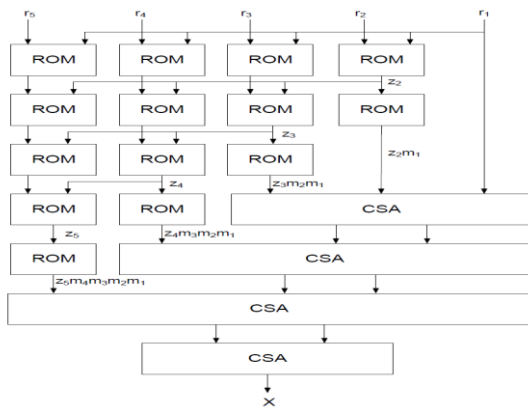 r5 r4 r3 r2 r1
ROM ROM ROM ROM
z2
ROM ROM ROM ROM
z3
z2m1
ROM ROM ROM
z4
z3m2m1
ROM ROM CSA
z5
z4m3m2m1
ROM CSA
z5m4m3m2m1
CSA
CSA
X